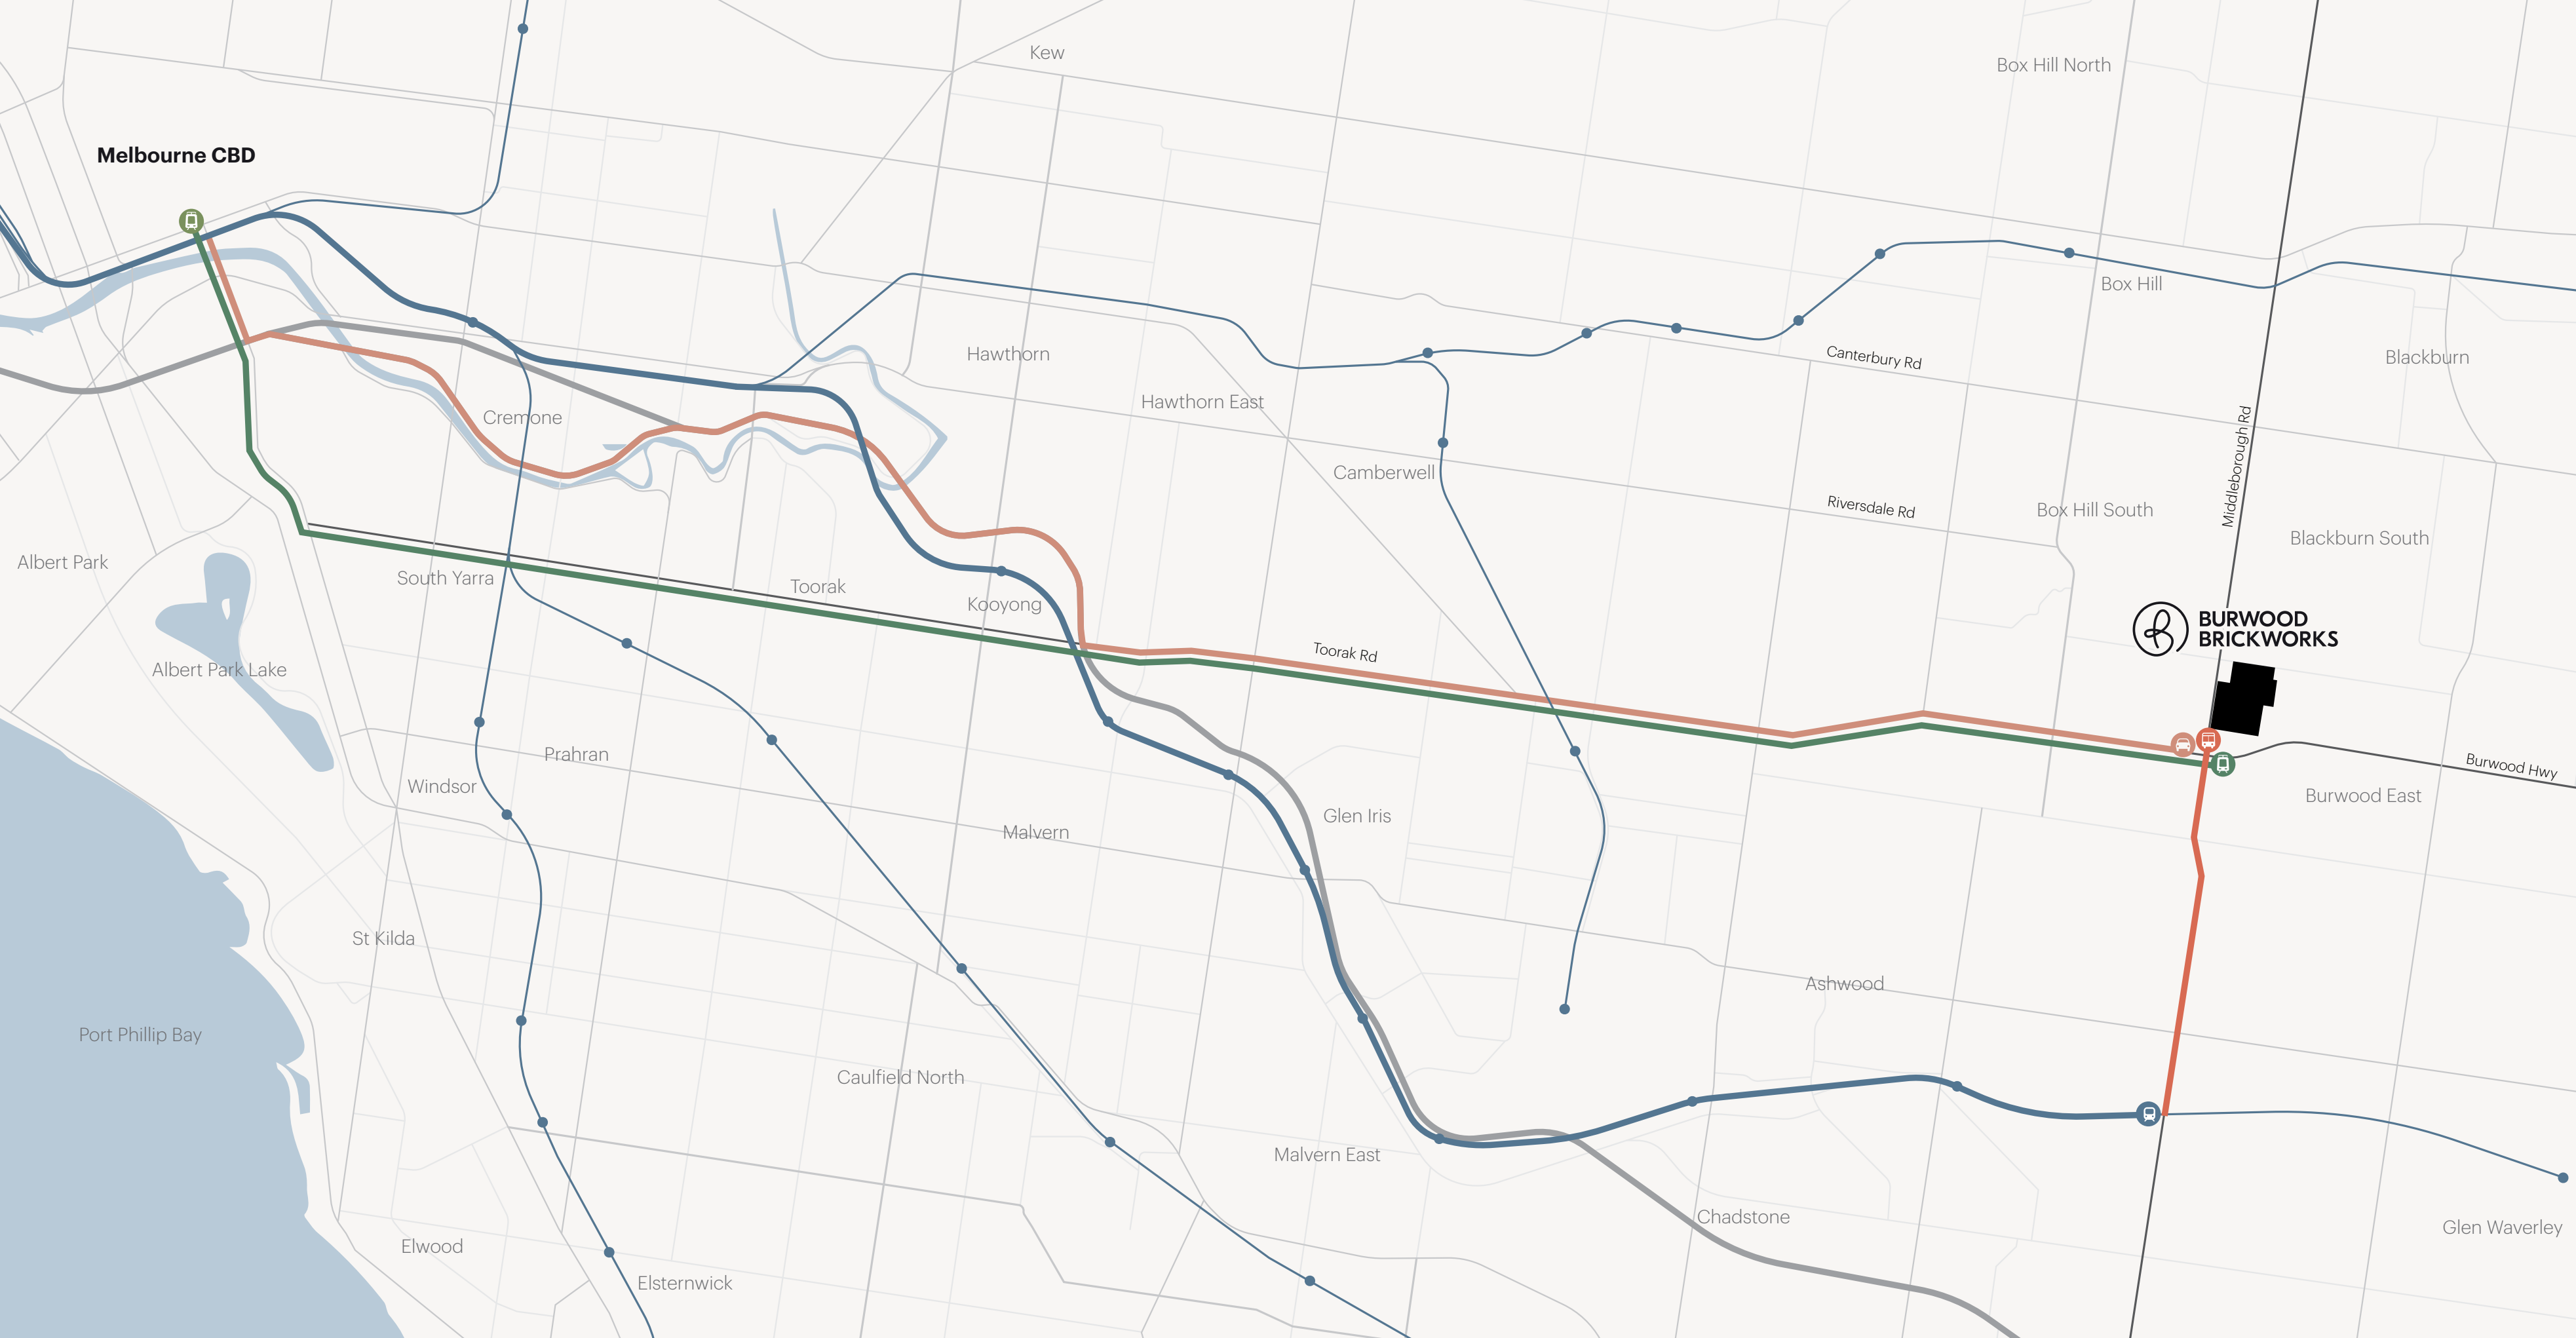 Kew
Box Hill North
Melbourne CBD
Box Hill
Hawthorn
Canterbury Rd
Blackburn
Hawthorn East
Cremone
Middleborough Rd
Camberwell
Riversdale Rd
Box Hill South
Blackburn South
Albert Park
South Yarra
Toorak
Kooyong
BURWOOD
BRICKWORKS
Toorak Rd
Albert Park Lake
Prahran
Windsor
Burwood Hwy
Burwood East
Glen Iris
Malvern
St Kilda
Ashwood
Port Phillip Bay
Caulfield North
Malvern East
Chadstone
Glen Waverley
Elwood
Elsternwick